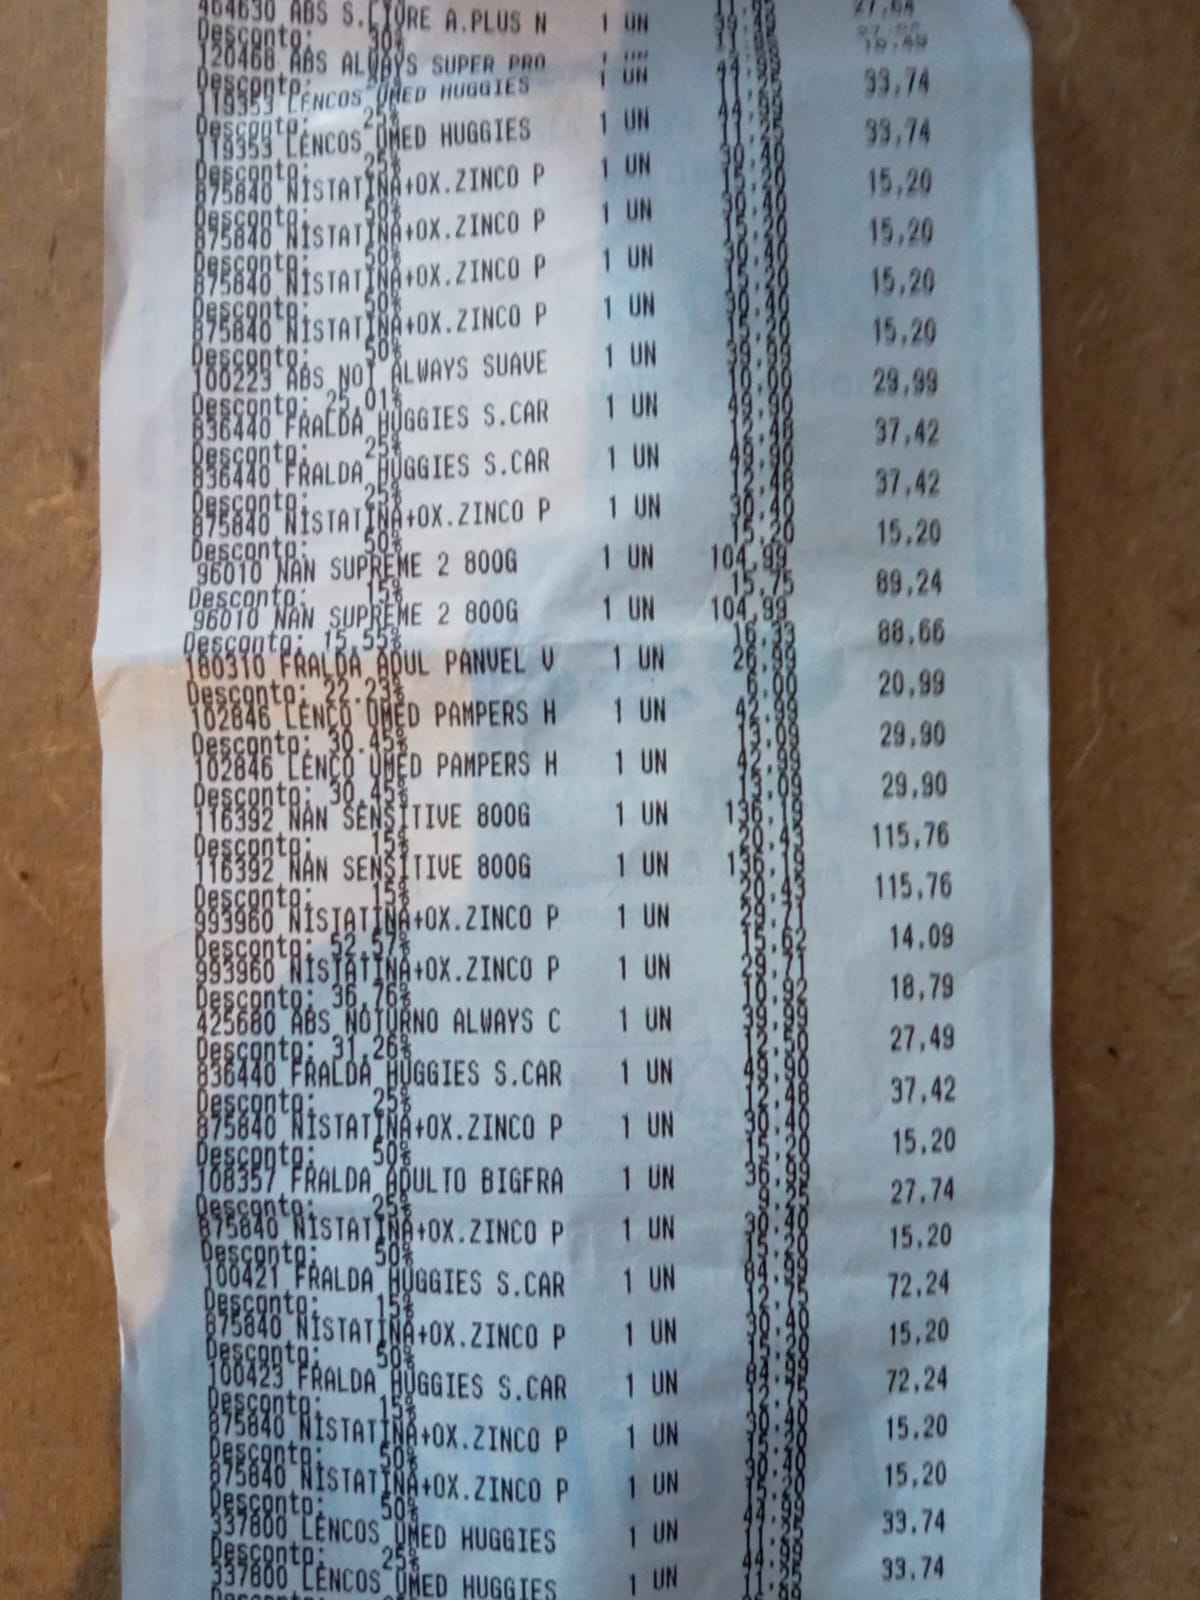 464630 ABS S.LIVRE A.PLUS N 1 UN 39,49 27,64
Desconto: 30%
120468 ABS ALWAYS SUPER PRO 1 UN
Desconto:
119353 LENCOS UMED HUGGIES 1 UN 33,74
Desconto: 25% 11,25
119353 LENCOS UMED HUGGIES 1 UN 44,99 33,74
Desconto: 25% 11,25
875840 NISTATINA+OX.ZINCO P 1 UN 30,40 15,20
Desconto: 50% 15,20
875840 NISTATINA+OX.ZINCO P 1 UN 30,40 15,20
Desconto: 50% 15,20
875840 NISTATINA+OX.ZINCO P 1 UN 30,40 15,20
Desconto: 50% 15,20
875840 NISTATINA+OX.ZINCO P 1 UN 30,40 15,20
Desconto: 50% 15,20
100223 ABS NOT ALWAYS SUAVE 1 UN 39,99 29,99
Desconto: 25,01% 10,00
836440 FRALDA HUGGIES S.CAR 1 UN 49,90 37,42
Desconto: 25% 12,48
836440 FRALDA HUGGIES S.CAR 1 UN 49,90 37,42
Desconto: 25% 12,48
875840 NISTATINA+OX.ZINCO P 1 UN 30,40 15,20
Desconto: 50% 15,20
96010 NAN SUPREME 2 800G 1 UN 104,99 89,24
Desconto: 15% 15,75
96010 NAN SUPREME 2 800G 1 UN 104,99 88,66
Desconto: 15,55% 16,33
180310 FRALDA ADUL PANVEL V 1 UN 26,99 20,99
Desconto: 22,23% 6,00
102846 LENCO UMED PAMPERS H 1 UN 42,99 29,90
Desconto: 30,45% 13,09
102846 LENCO UMED PAMPERS H 1 UN 42,99 29,90
Desconto: 30,45% 13,09
116392 NAN SENSITIVE 800G 1 UN 136,19 115,76
Desconto: 15% 20,43
116392 NAN SENSITIVE 800G 1 UN 136,19 115,76
Desconto: 15% 20,43
993960 NISTATINA+OX.ZINCO P 1 UN 29,71 14,09
Desconto: 52,57% 15,62
993960 NISTATINA+OX.ZINCO P 1 UN 29,71 18,79
Desconto: 36,76% 10,92
425680 ABS NOTURNO ALWAYS C 1 UN 39,99 27,49
Desconto: 31,26% 12,50
836440 FRALDA HUGGIES S.CAR 1 UN 49,90 37,42
Desconto: 25% 12,48
875840 NISTATINA+OX.ZINCO P 1 UN 30,40 15,20
Desconto: 50% 15,20
108357 FRALDA ADULTO BIGFRA 1 UN 36,99 27,74
Desconto: 25% 9,25
875840 NISTATINA+OX.ZINCO P 1 UN 30,40 15,20
Desconto: 50% 15,20
100421 FRALDA HUGGIES S.CAR 1 UN 84,99 72,24
Desconto: 15% 12,75
875840 NISTATINA+OX.ZINCO P 1 UN 30,40 15,20
Desconto: 50% 15,20
100423 FRALDA HUGGIES S.CAR 1 UN 84,99 72,24
Desconto: 15% 12,75
875840 NISTATINA+OX.ZINCO P 1 UN 30,40 15,20
Desconto: 50% 15,20
875840 NISTATINA+OX.ZINCO P 1 UN 30,40 15,20
Desconto: 50% 15,20
337800 LENCOS UMED HUGGIES 1 UN 44,99 33,74
Desconto: 25% 11,25
337800 LENCOS UMED HUGGIES 1 UN 44,99 33,74
Desconto: 11,25